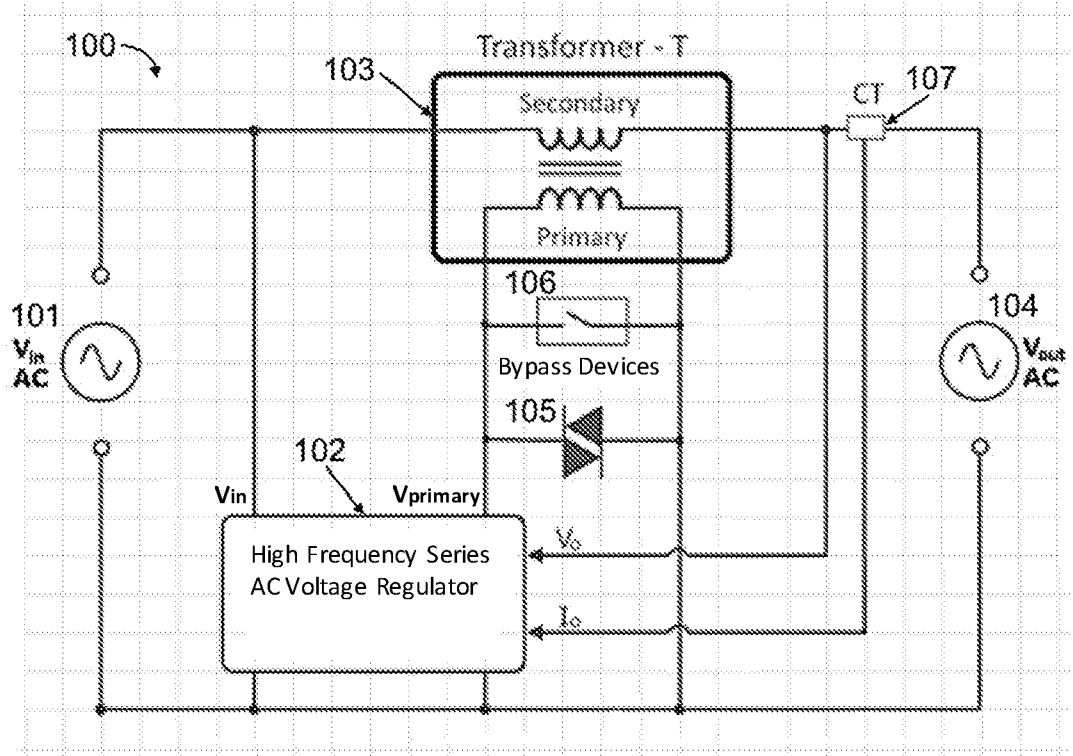 100
Transformer - T
103
Secondary
CT
107
Primary
106
Bypass Devices
101
Vin
AC
104
Vout
AC
105
102
Vin
Vprimary
High Frequency Series
AC Voltage Regulator
Vo
Io